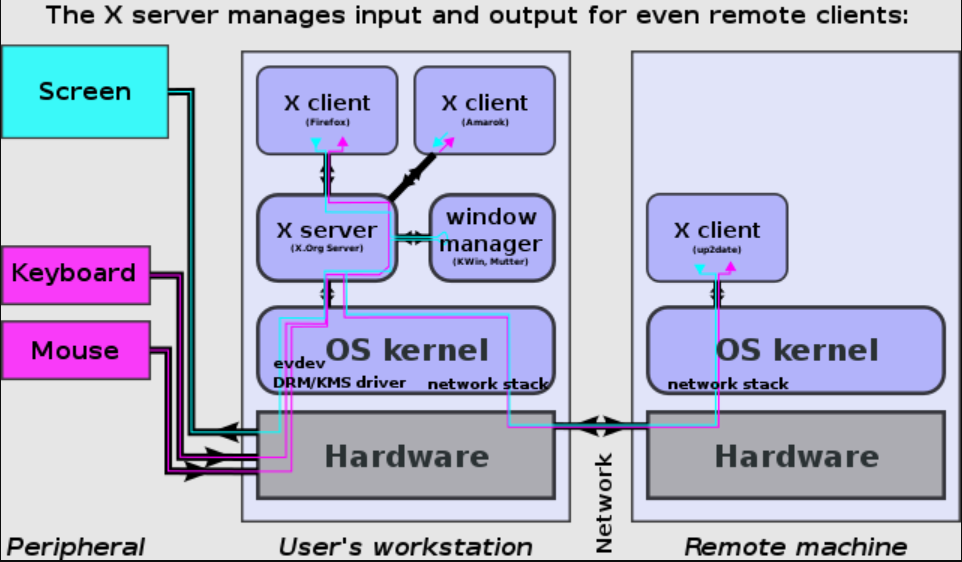 The X server manages input and output for even remote clients:
Screen
Keyboard
Mouse
X client
(Firefox)
X client
(Amarok)
X server
(X.Org Server)
window
manager
(KWin, Mutter)
OS kernel
evdev
DRM/KMS driver
network stack
Hardware
Network
X client
(up2date)
OS kernel
network stack
Hardware
Peripheral
User's workstation
Remote machine